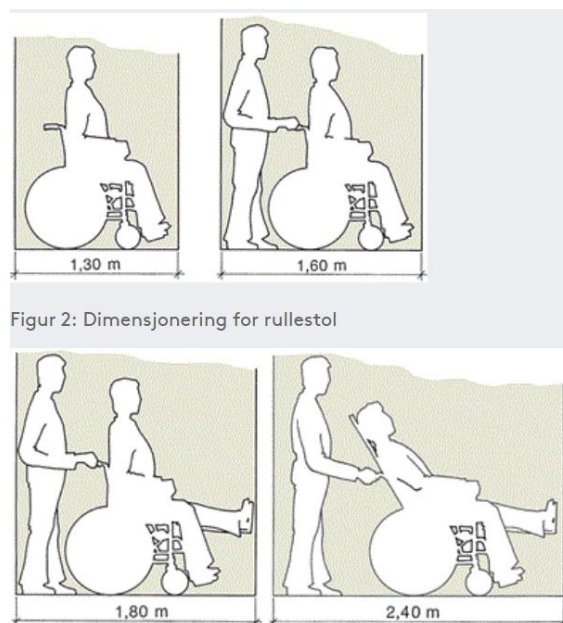 1,30 m
1,60 m
Figur 2: Dimensjonering for rullestol
1,80 m
2,40 m